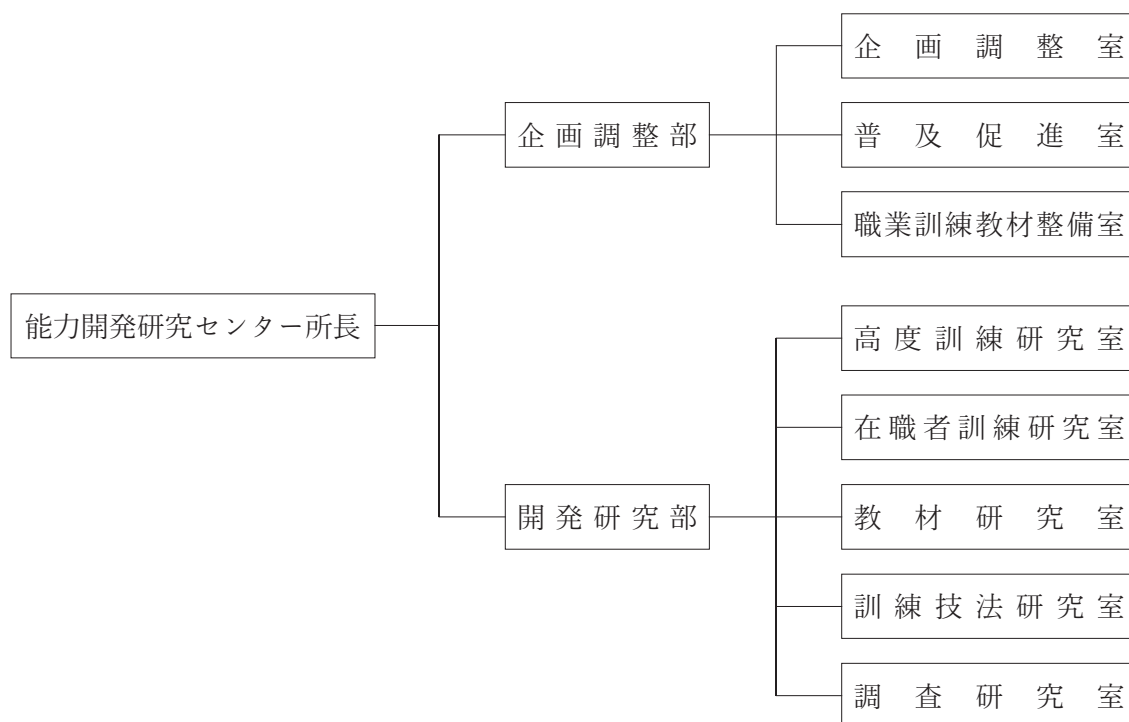 能力開発研究センター所長
企画調整部
企画調整室
普及促進室
職業訓練教材整備室
開発研究部
高度訓練研究室
在職者訓練研究室
教材研究室
訓練技法研究室
調査研究室